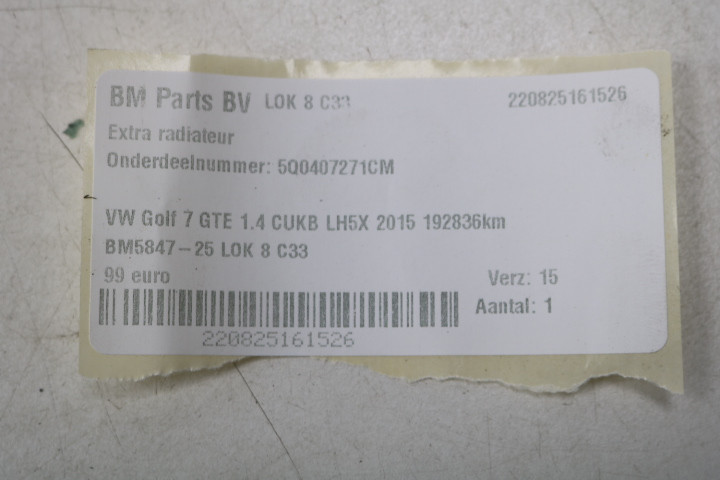 BM Parts BV LOK 8 C33 220825161526
Extra radiateur
Onderdeelnummer: 5Q0407271CM
VW Golf 7 GTE 1.4 CUKB LH5X 2015 192836km
BM5847-25 LOK 8 C33
99 euro Verz: 15
Aantal: 1
220825161526